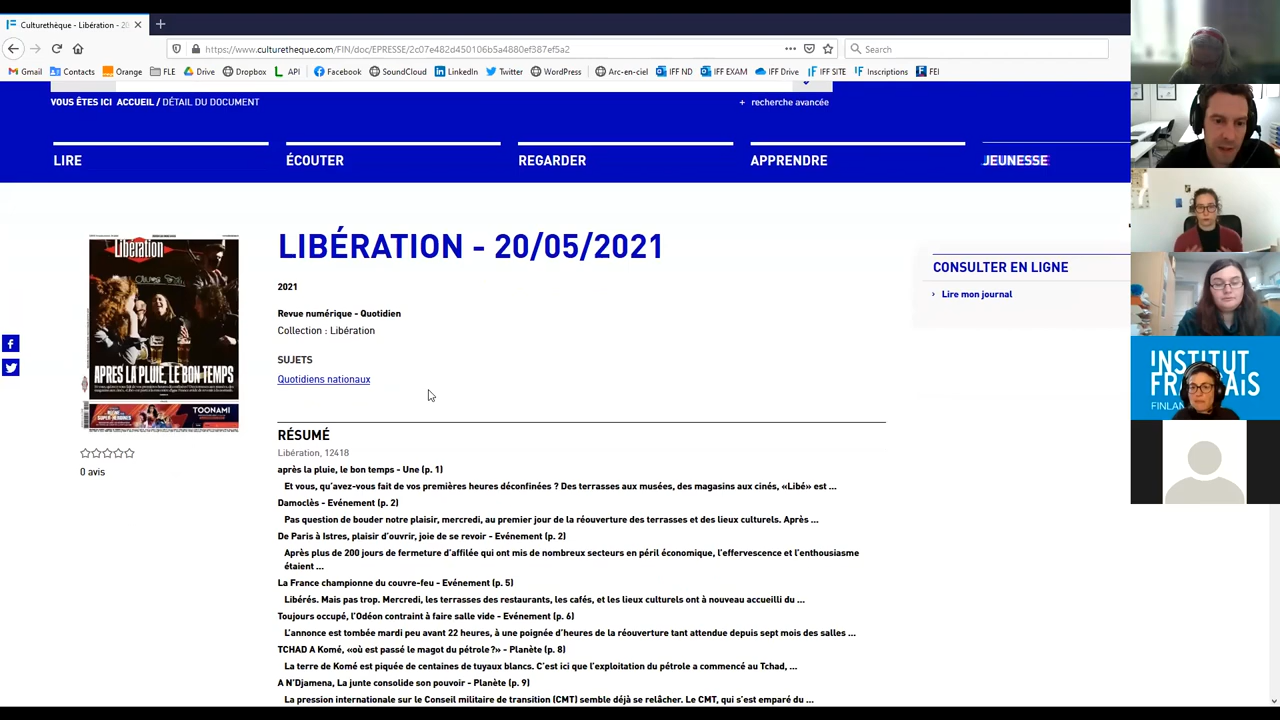 Culturethèque - Libération - 20
https://www.culturetheque.com/FIN/doc/EPRESSE/2c07e482d450106b5a4880ef387ef5a2
Search
Gmail Contacts Orange FLE Drive Dropbox API Facebook SoundCloud LinkedIn Twitter WordPress Arc-en-ciel IFF ND IFF EXAM IFF Drive IFF SITE Inscriptions FEI
VOUS ÊTES ICI ACCUEIL / DÉTAIL DU DOCUMENT
+ recherche avancée
LIRE ÉCOUTER REGARDER APPRENDRE JEUNESSE
LIBÉRATION - 20/05/2021
2021
Revue numérique - Quotidien
Collection : Libération
SUJETS
Quotidiens nationaux
Libération
APRÈS LA PLUIE, LE BON TEMPS
TOONAMI
0 avis
CONSULTER EN LIGNE
Lire mon journal
RÉSUMÉ
Libération, 12418
après la pluie, le bon temps - Une (p. 1)
Et vous, qu'avez-vous fait de vos premières heures déconfinées ? Des terrasses aux musées, des magasins aux cinés, «Libé» est ...
Damoclès - Evénement (p. 2)
Pas question de bouder notre plaisir, mercredi, au premier jour de la réouverture des terrasses et des lieux culturels. Après ...
De Paris à Istres, plaisir d'ouvrir, joie de se revoir - Evénement (p. 2)
Après plus de 200 jours de fermeture d'affilée qui ont mis de nombreux secteurs en péril économique, l'effervescence et l'enthousiasme
étaient ...
La France championne du couvre-feu - Evénement (p. 5)
Libérés. Mais pas trop. Mercredi, les terrasses des restaurants, les cafés, et les lieux culturels ont à nouveau accueilli du ...
Toujours occupé, l'Odéon contraint à faire salle vide - Evénement (p. 6)
L'annonce est tombée mardi peu avant 22 heures, à une poignée d'heures de la réouverture tant attendue depuis sept mois des salles ...
TCHAD A Komé, «où est passé le magot du pétrole?» - Planète (p. 8)
La terre de Komé est piquée de centaines de tuyaux blancs. C'est ici que l'exploitation du pétrole a commencé au Tchad, ...
A N'Djamena, La junte consolide son pouvoir - Planète (p. 9)
La pression internationale sur le Conseil militaire de transition (CMT) semble déjà se relâcher. Le CMT, qui s'est emparé du ...
INSTITUT
FRANÇAIS